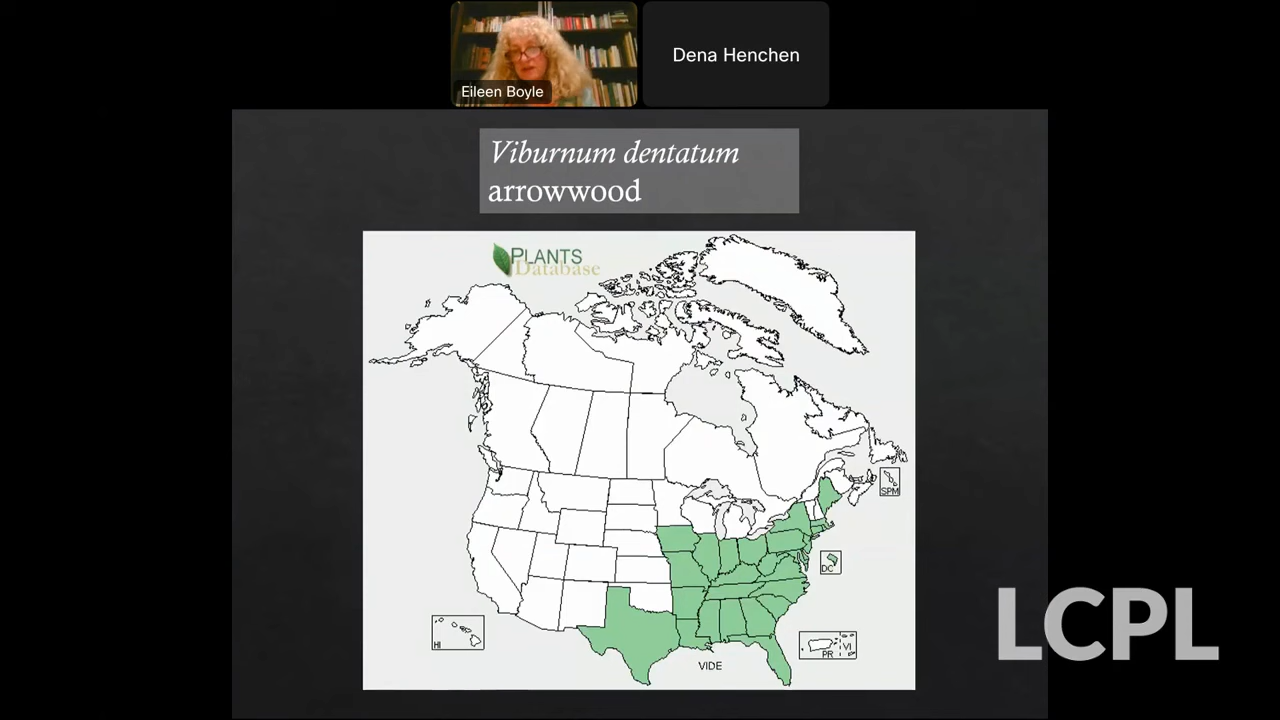 Eileen Boyle
Dena Henchen
Viburnum dentatum
arrowwood
PLANTS
Database
SPM
DC
HI
PR
VI
VIDE
LCPL